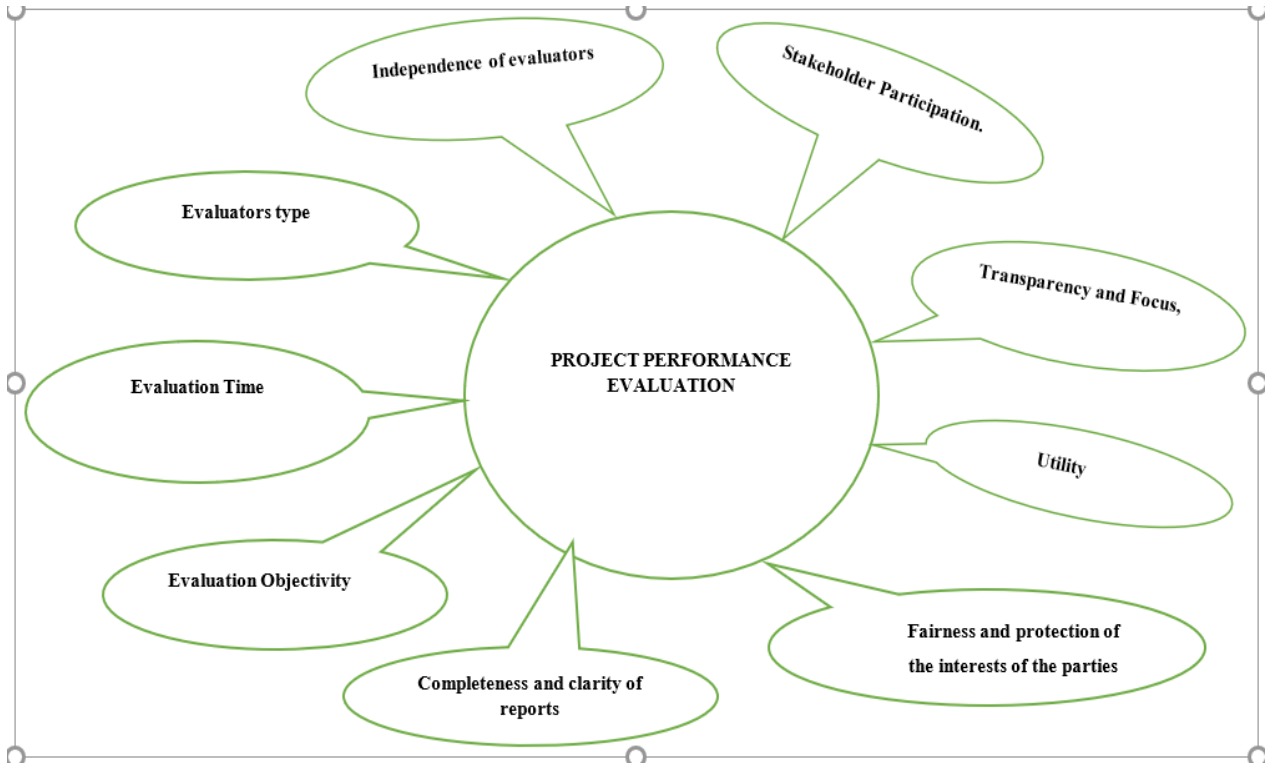 Independence of evaluators
Stakeholder Participation.
Evaluators type
Transparency and Focus,
PROJECT PERFORMANCE
EVALUATION
Evaluation Time
Utility
Evaluation Objectivity
Fairness and protection of
the interests of the parties
Completeness and clarity of
reports